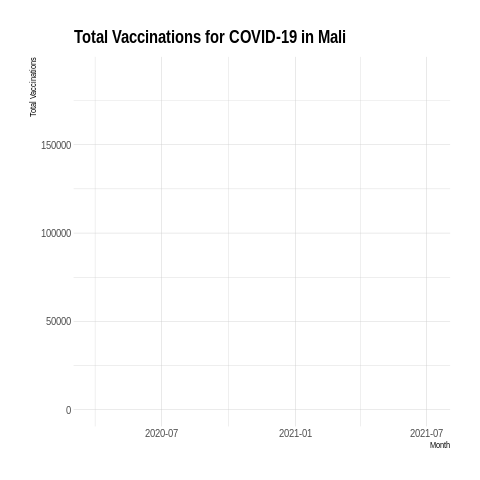 Total Vaccinations for COVID-19 in Mali
Total Vaccinations
150000
100000
50000
0
2020-07 2021-01 2021-07
Month